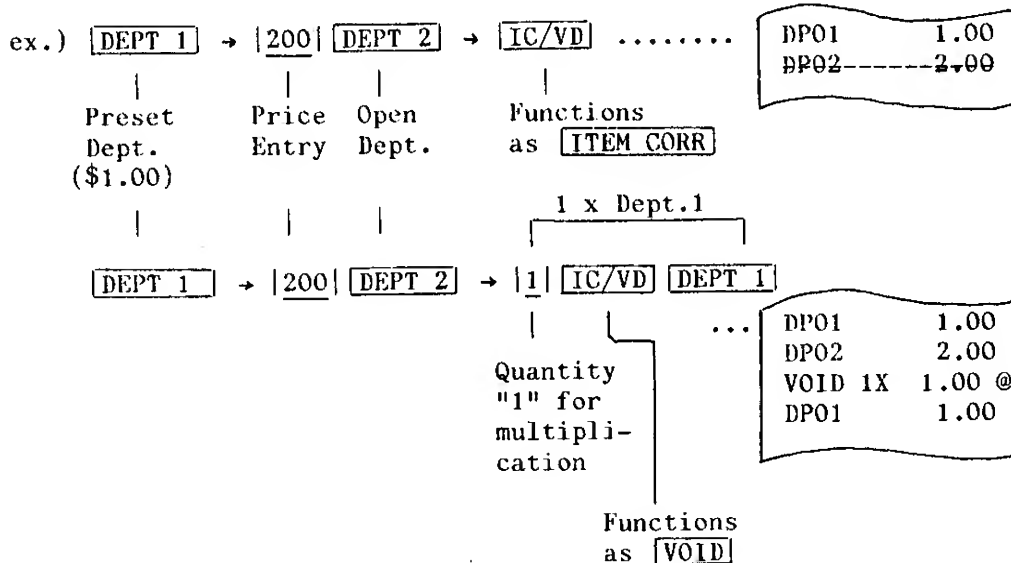 ex.) DEPT 1 → |200| DEPT 2 → IC/VD ........ DP01 1.00
DP02 2.00
Preset Price Open Functions
Dept. Entry Dept. as ITEM CORR
($1.00)
1 x Dept.1
DEPT 1 → |200| DEPT 2 → |1| IC/VD DEPT 1
... DP01 1.00
DP02 2.00
VOID 1X 1.00 @
DP01 1.00
Quantity
"1" for
multipli-
cation
Functions
as VOID